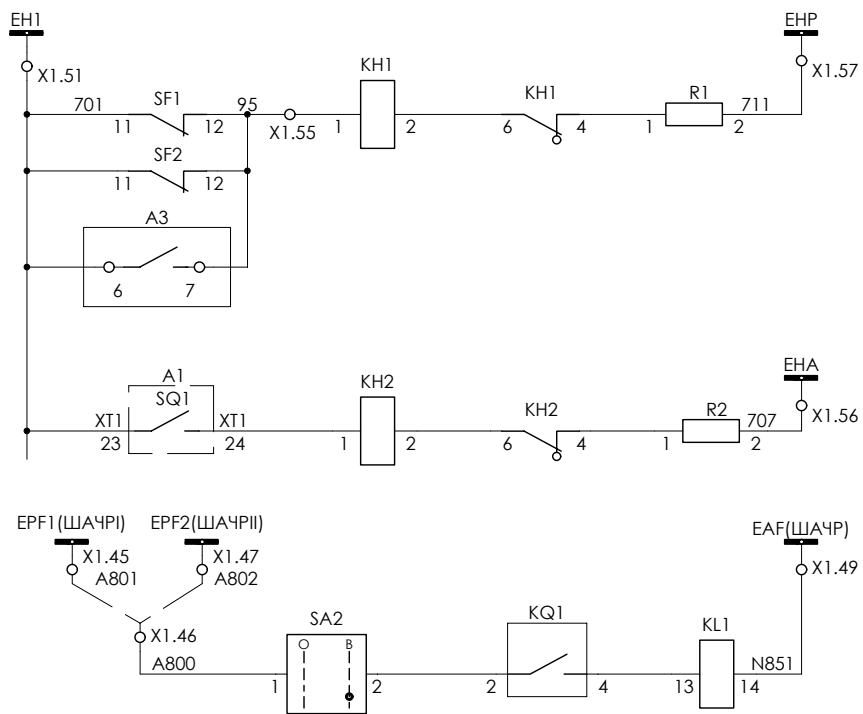 EH1
EHP
X1.51
X1.57
KH1
701
SF1
95
KH1
R1
711
11
12
X1.55
1
2
6
4
1
2
SF2
11
12
A3
6
7
EHA
A1
SQ1
KH2
KH2
R2
707
X1.56
XT1
XT1
23
24
1
2
6
4
1
2
EPF1(ШАЧРI)
EPF2(ШАЧРII)
EAF(ШАЧР)
X1.45
X1.47
X1.49
A801
A802
X1.46
SA2
KQ1
KL1
O
B
A800
N851
1
2
2
4
13
14